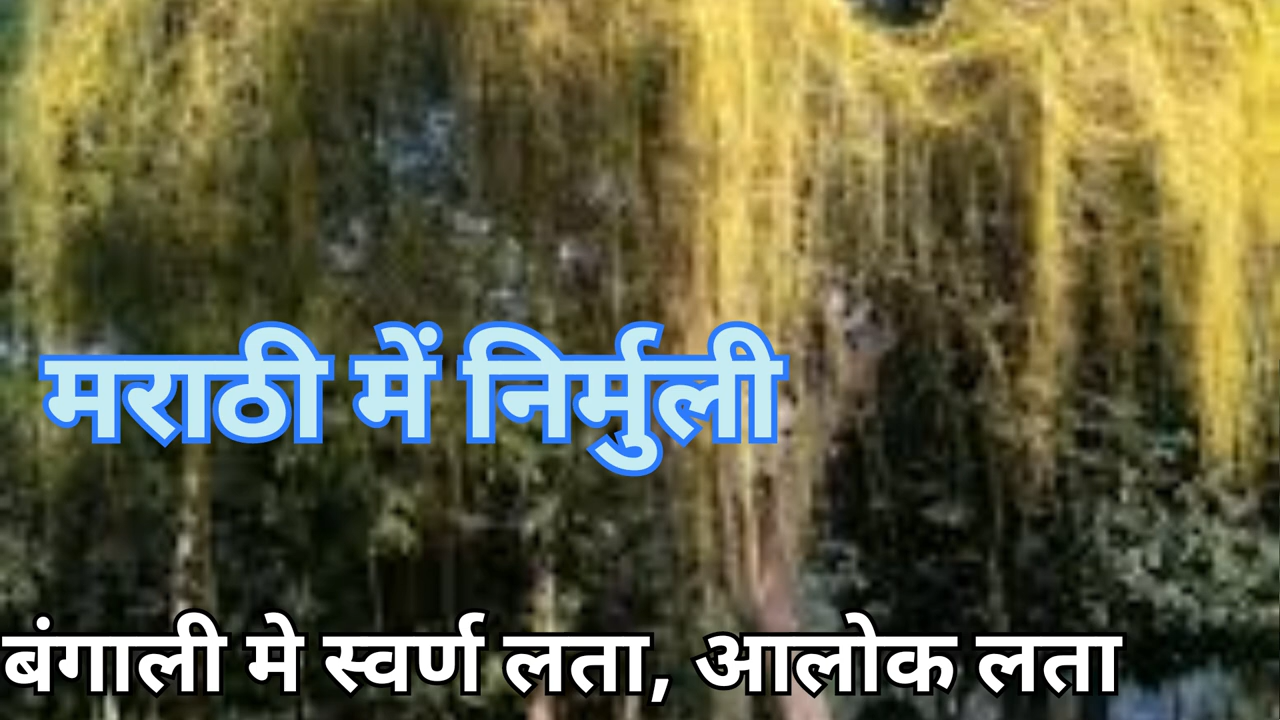 मराठी में निर्मुली
बंगाली मे स्वर्ण लता, आलोक लता